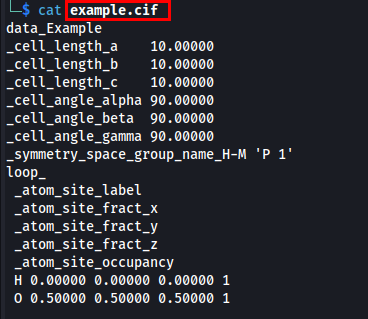 └─$ cat example.cif
data_Example
_cell_length_a    10.00000
_cell_length_b    10.00000
_cell_length_c    10.00000
_cell_angle_alpha 90.00000
_cell_angle_beta  90.00000
_cell_angle_gamma 90.00000
_symmetry_space_group_name_H-M 'P 1'
loop_
 _atom_site_label
 _atom_site_fract_x
 _atom_site_fract_y
 _atom_site_fract_z
 _atom_site_occupancy
 H 0.00000 0.00000 0.00000 1
 O 0.50000 0.50000 0.50000 1